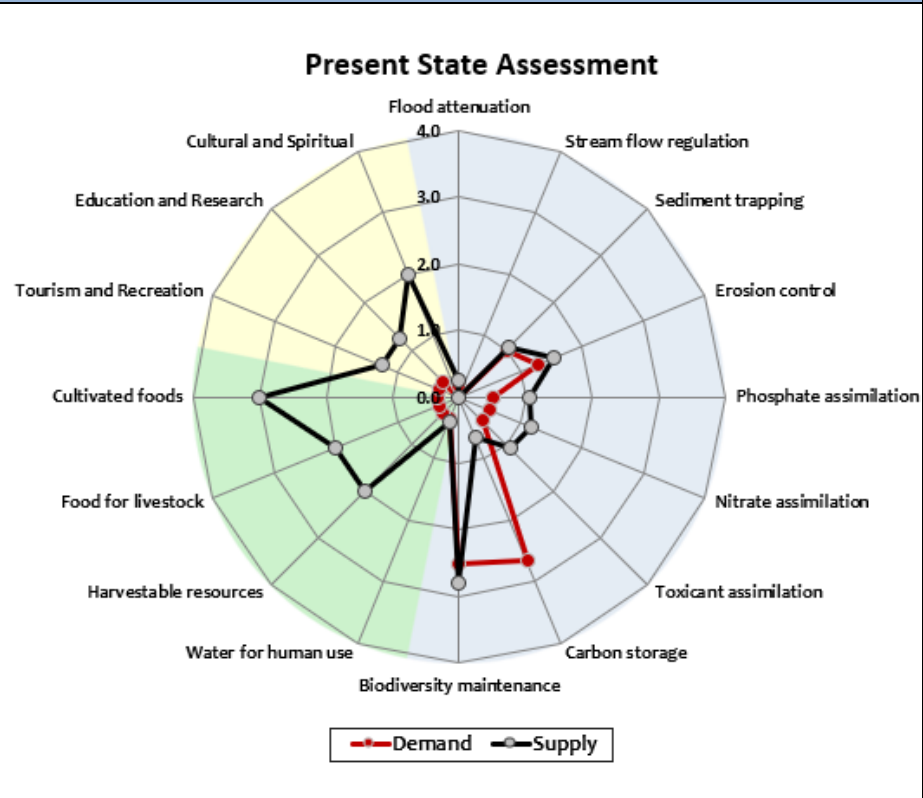 Present State Assessment
Flood attenuation
4.0
Cultural and Spiritual
Stream flow regulation
Education and Research
3.0
Sediment trapping
2.0
Tourism and Recreation
Erosion control
1.0
Cultivated foods
0.0
Phosphate assimilation
Food for livestock
Nitrate assimilation
Harvestable resources
Toxicant assimilation
Water for human use
Carbon storage
Biodiversity maintenance
Demand Supply